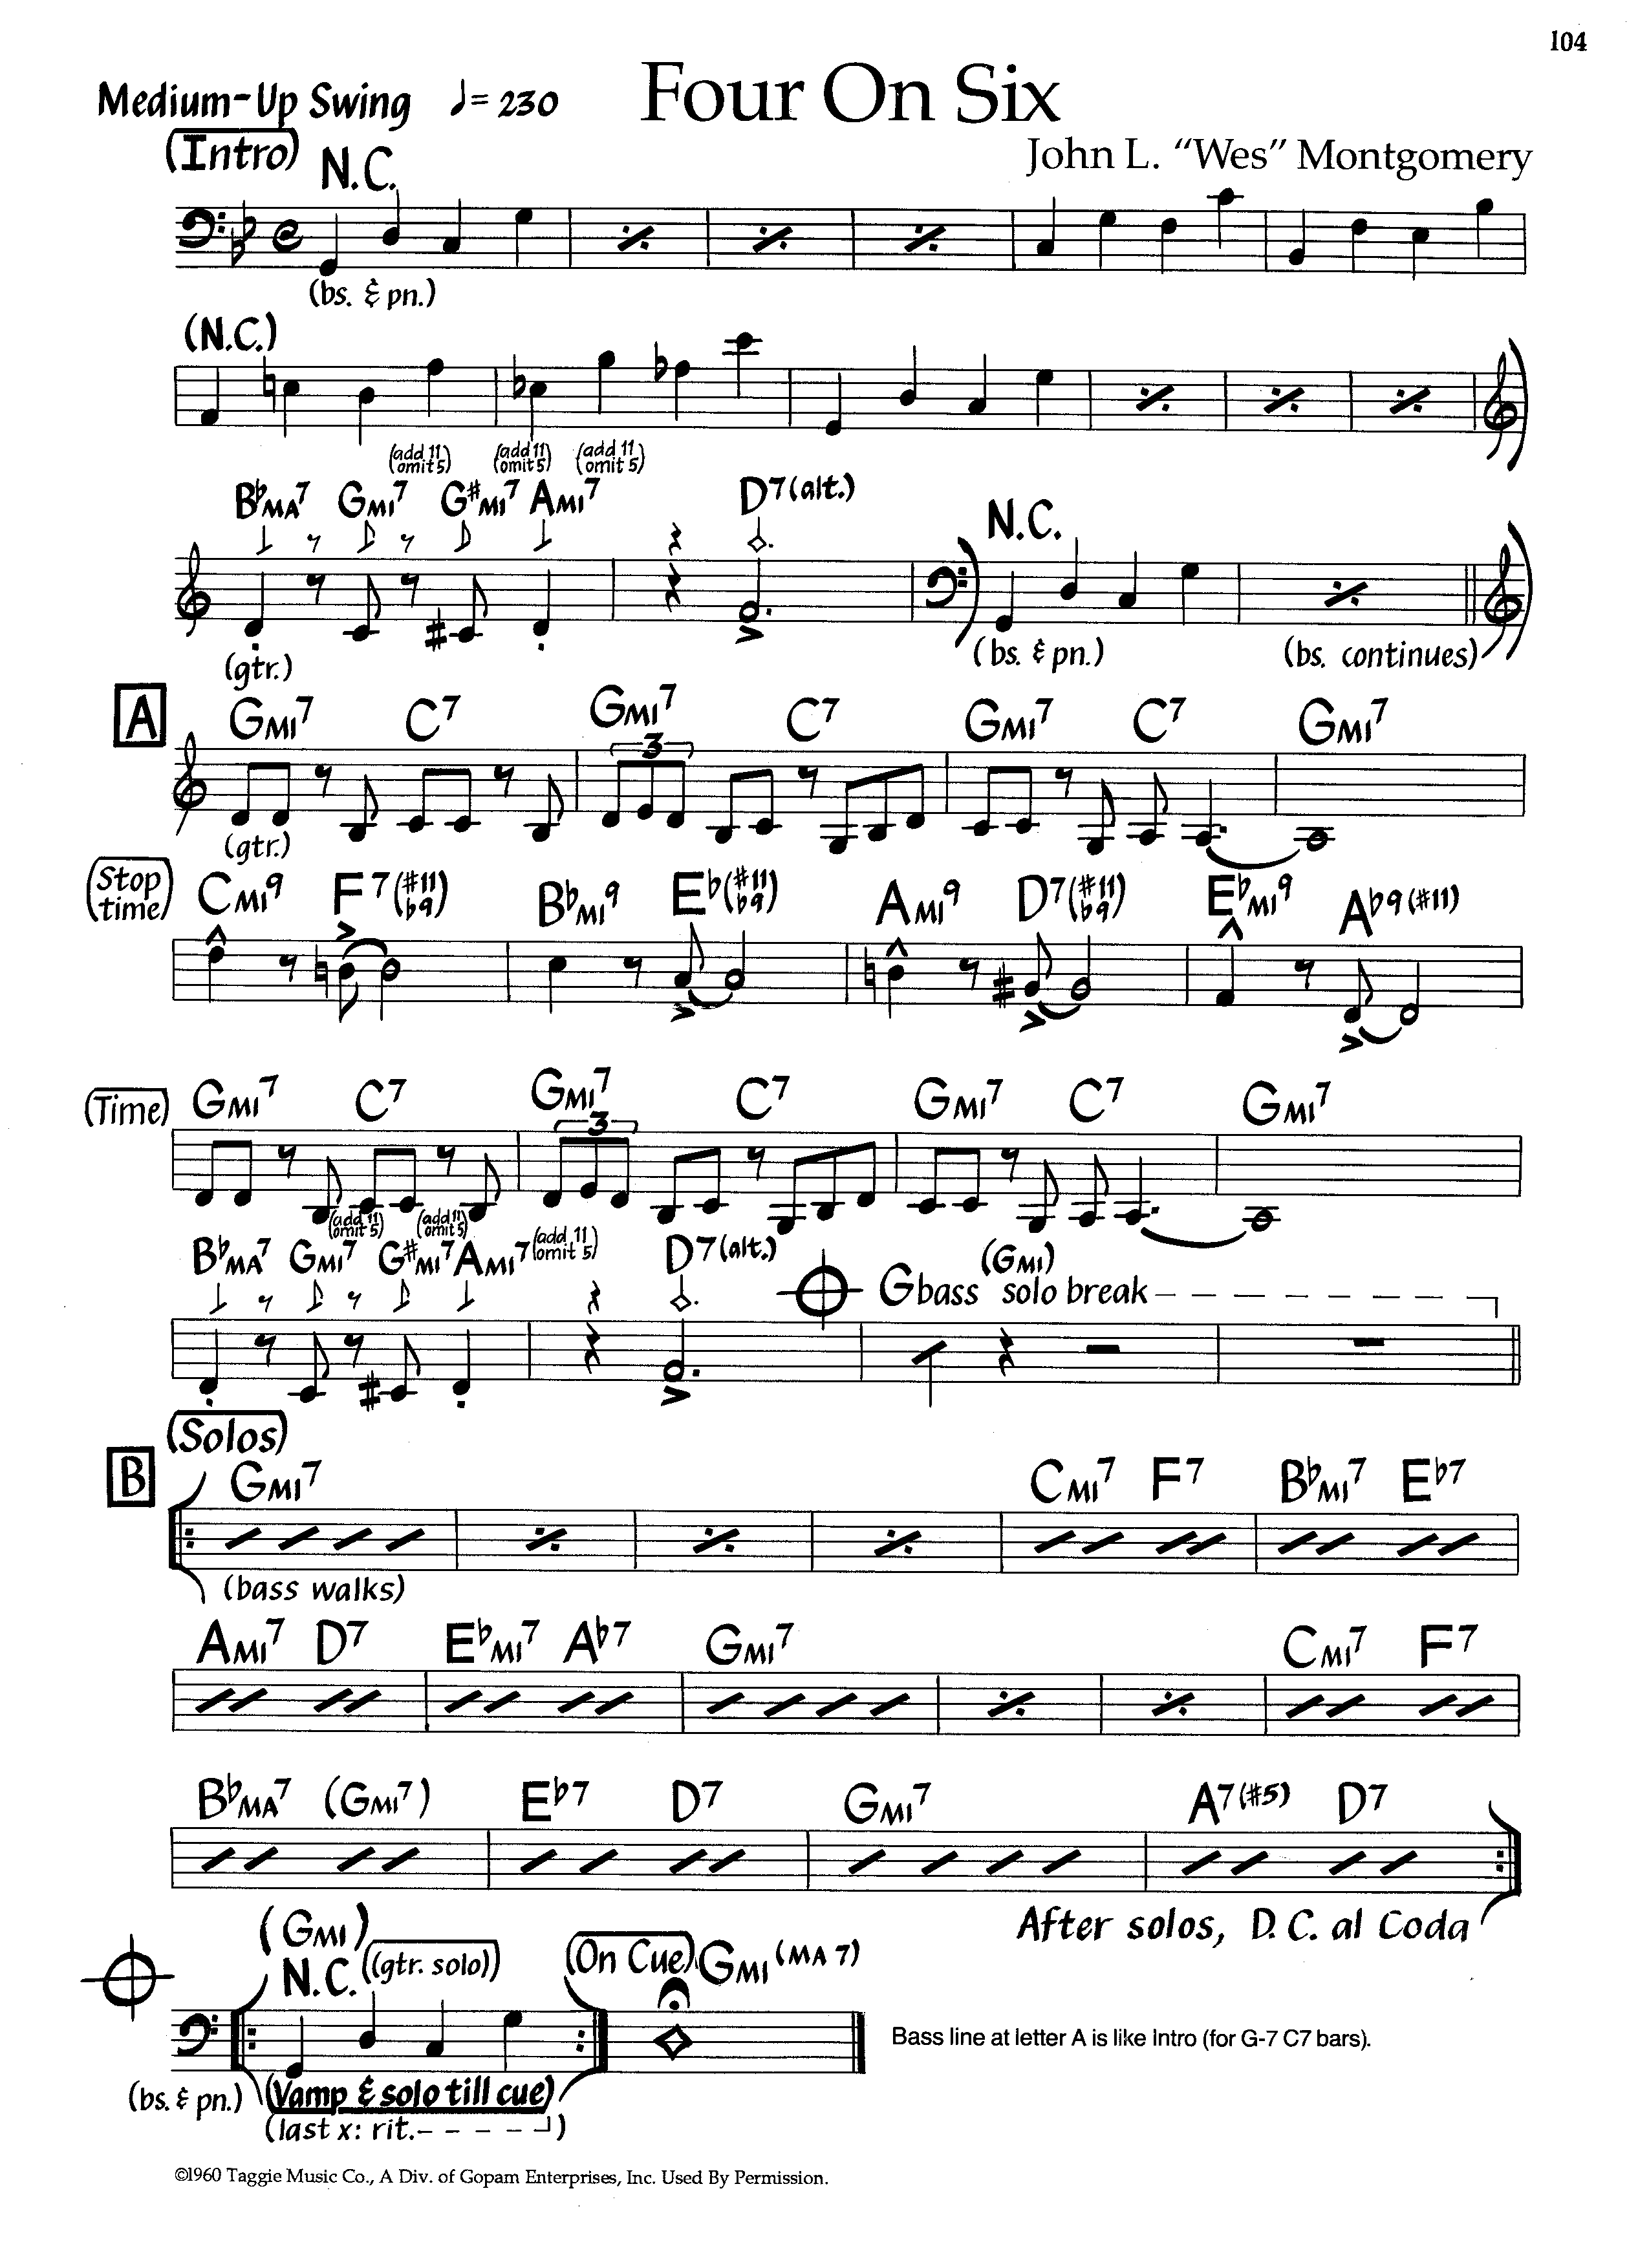 104
Four On Six
Medium-Up Swing ♩= 230
John L. "Wes" Montgomery
(Intro) N.C.
(bs. & pn.)
(N.C.)
(add 11 omit 5) (add 11 omit 5) (add 11 omit 5)
B♭MA7 GMI7 G#MI7 AMI7 D7(alt.) N.C.
(gtr.) (bs. & pn.) (bs. continues)
A GMI7 C7 GMI7 C7 GMI7 C7 GMI7
3
(gtr.)
(Stop time) CMI9 F7(#11 ♭9) B♭MI9 E♭(#11 ♭9) AMI9 D7(#11 ♭9) E♭MI9 A♭9(#11)
(Time) GMI7 C7 GMI7 C7 GMI7 C7 GMI7
3
(add 11 omit 5) (add 11 omit 5) (add 11 omit 5)
B♭MA7 GMI7 G#MI7 AMI7 D7(alt.) (GMI)
G bass solo break
(Solos)
B GMI7 CMI7 F7 B♭MI7 E♭7
(bass walks)
AMI7 D7 E♭MI7 A♭7 GMI7 CMI7 F7
B♭MA7 (GMI7) E♭7 D7 GMI7 A7(#5) D7
After solos, D.C. al Coda
(GMI)
N.C. ((gtr. solo)) (On Cue) GMI(MA7)
Bass line at letter A is like Intro (for G-7 C7 bars).
(bs. & pn.) (Vamp & solo till cue)
(last x: rit.– – – – –)
©1960 Taggie Music Co., A Div. of Gopam Enterprises, Inc. Used By Permission.